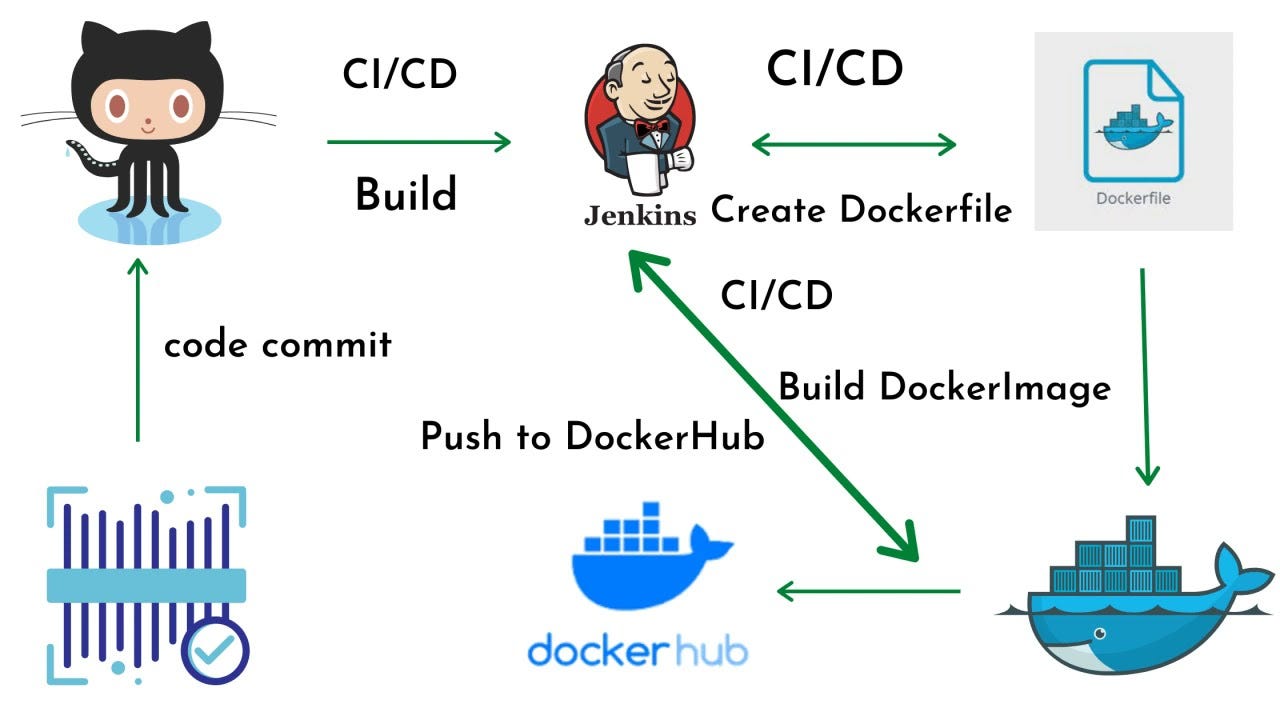 CI/CD
Build
Jenkins
CI/CD
Create Dockerfile
Dockerfile
code commit
CI/CD
Build DockerImage
Push to DockerHub
dockerhub